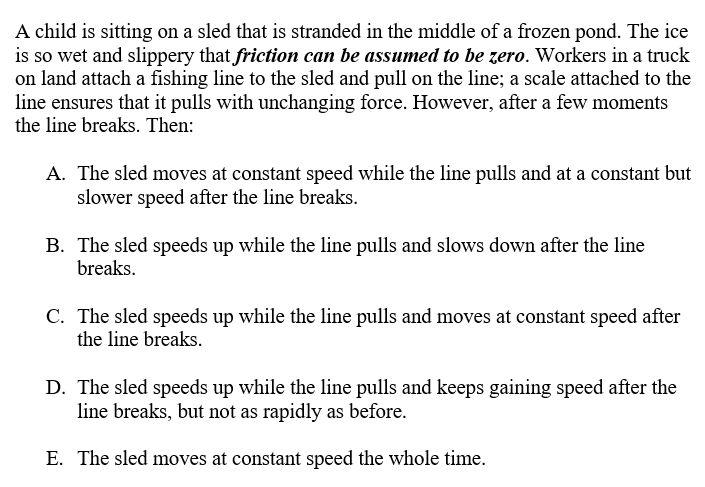 A child is sitting on a sled that is stranded in the middle of a frozen pond. The ice
is so wet and slippery that friction can be assumed to be zero. Workers in a truck
on land attach a fishing line to the sled and pull on the line; a scale attached to the
line ensures that it pulls with unchanging force. However, after a few moments
the line breaks. Then:
A. The sled moves at constant speed while the line pulls and at a constant but
slower speed after the line breaks.
B. The sled speeds up while the line pulls and slows down after the line
breaks.
C. The sled speeds up while the line pulls and moves at constant speed after
the line breaks.
D. The sled speeds up while the line pulls and keeps gaining speed after the
line breaks, but not as rapidly as before.
E. The sled moves at constant speed the whole time.